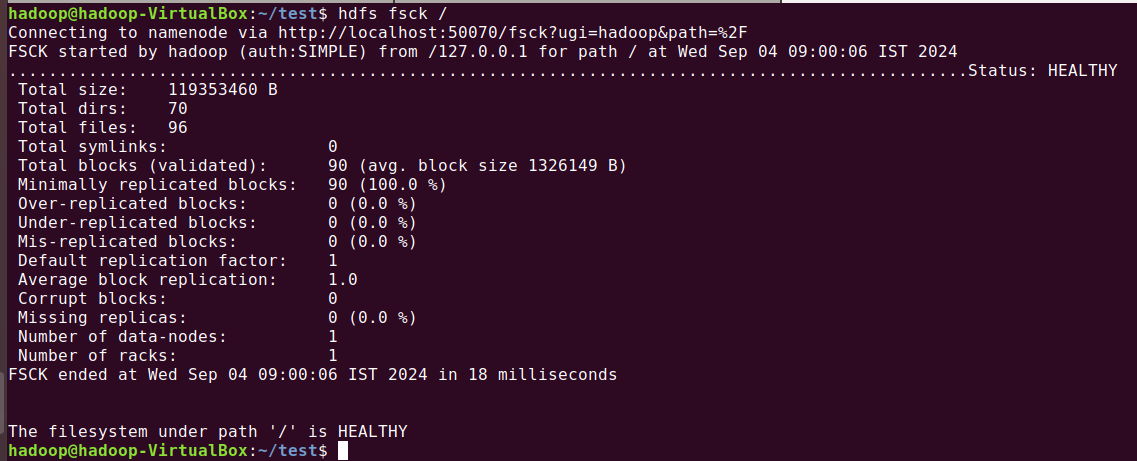 hadoop@hadoop-VirtualBox:~/test$ hdfs fsck /
Connecting to namenode via http://localhost:50070/fsck?ugi=hadoop&path=%2F
FSCK started by hadoop (auth:SIMPLE) from /127.0.0.1 for path / at Wed Sep 04 09:00:06 IST 2024
................................................................................................Status: HEALTHY
 Total size:    119353460 B
 Total dirs:    70
 Total files:   96
 Total symlinks:                0
 Total blocks (validated):      90 (avg. block size 1326149 B)
 Minimally replicated blocks:   90 (100.0 %)
 Over-replicated blocks:        0 (0.0 %)
 Under-replicated blocks:       0 (0.0 %)
 Mis-replicated blocks:         0 (0.0 %)
 Default replication factor:    1
 Average block replication:     1.0
 Corrupt blocks:                0
 Missing replicas:              0 (0.0 %)
 Number of data-nodes:          1
 Number of racks:               1
FSCK ended at Wed Sep 04 09:00:06 IST 2024 in 18 milliseconds
The filesystem under path '/' is HEALTHY
hadoop@hadoop-VirtualBox:~/test$